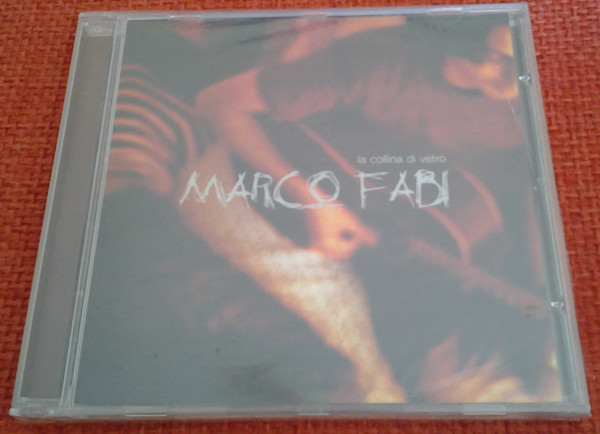 la collina di vetro
MARCO FABI